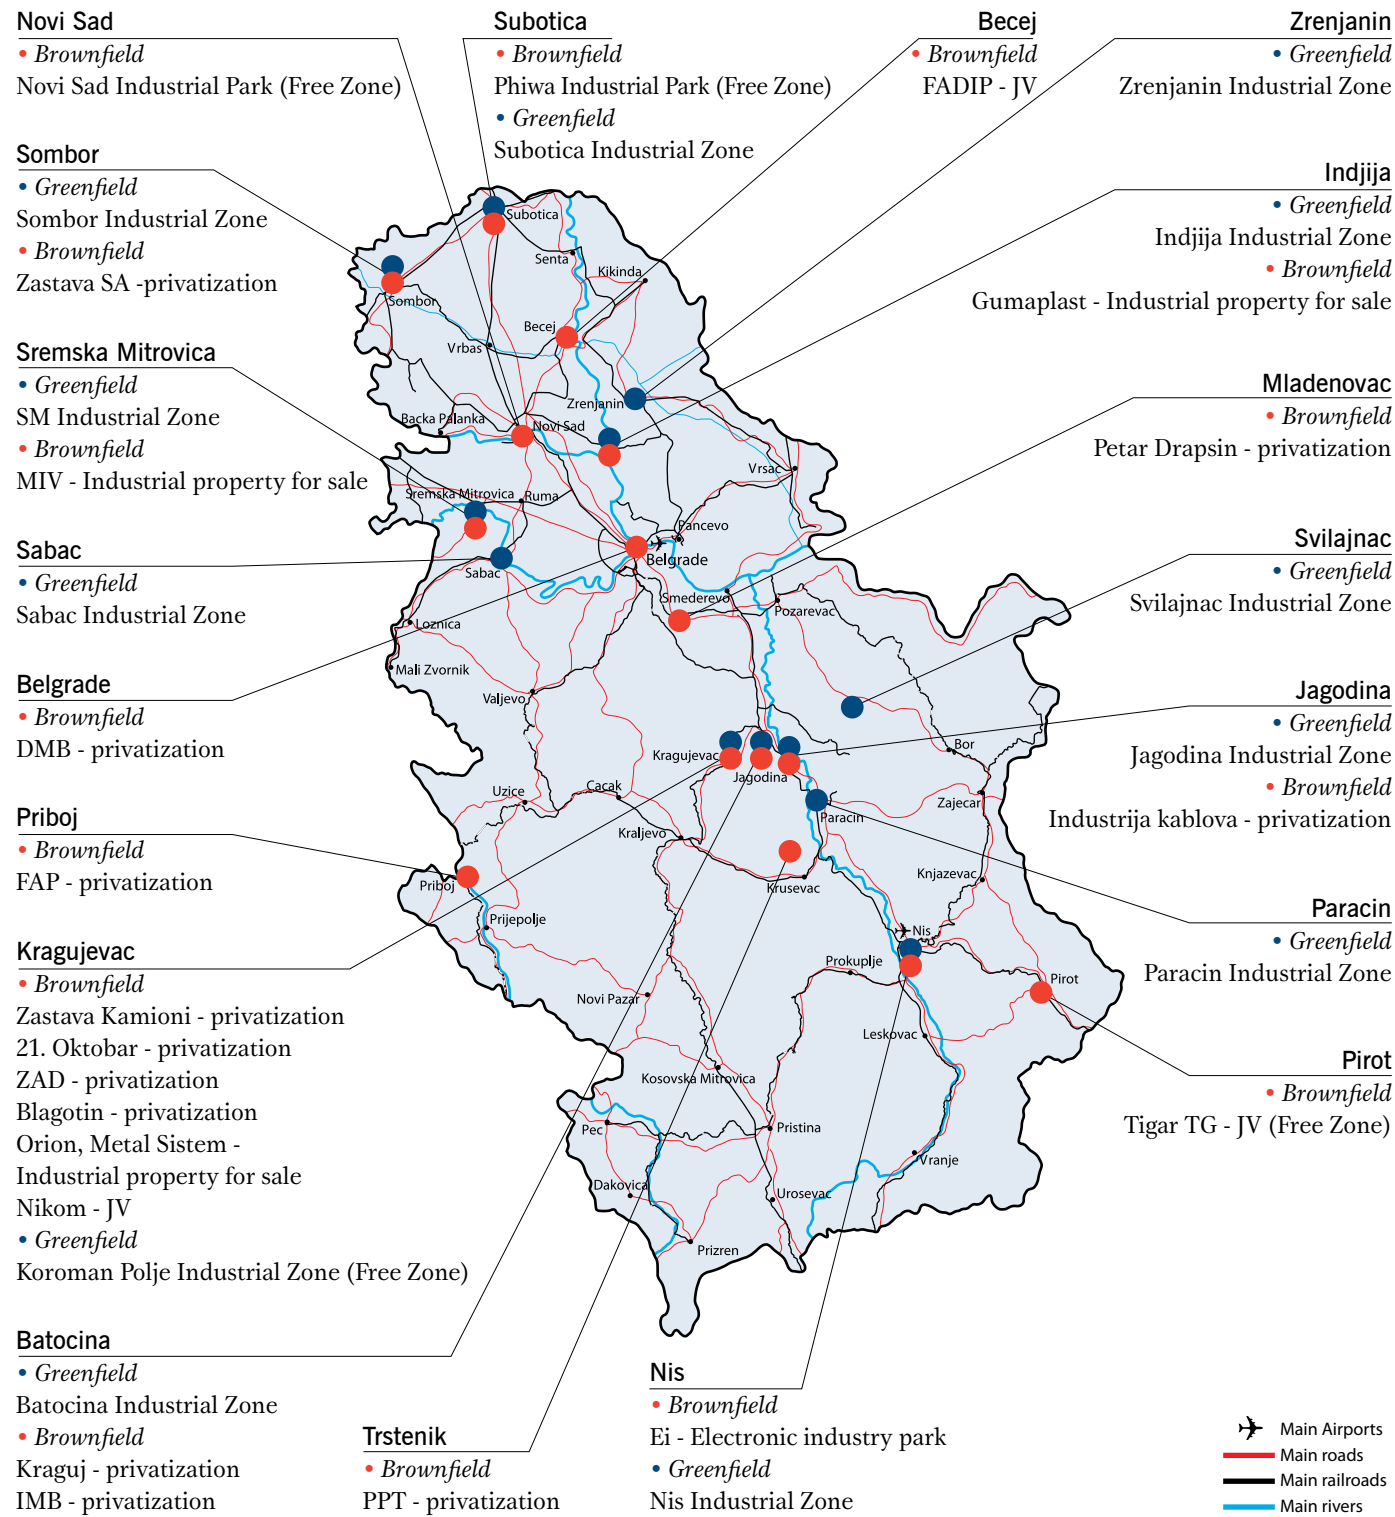 Novi Sad
• Brownfield
Novi Sad Industrial Park (Free Zone)
Subotica
• Brownfield
Phiwa Industrial Park (Free Zone)
• Greenfield
Subotica Industrial Zone
Becej
• Brownfield
FADIP - JV
Zrenjanin
• Greenfield
Zrenjanin Industrial Zone
Sombor
• Greenfield
Sombor Industrial Zone
• Brownfield
Zastava SA -privatization
Indjija
• Greenfield
Indjija Industrial Zone
• Brownfield
Gumaplast - Industrial property for sale
Sremska Mitrovica
• Greenfield
SM Industrial Zone
• Brownfield
MIV - Industrial property for sale
Mladenovac
• Brownfield
Petar Drapsin - privatization
Sabac
• Greenfield
Sabac Industrial Zone
Svilajnac
• Greenfield
Svilajnac Industrial Zone
Belgrade
• Brownfield
DMB - privatization
Jagodina
• Greenfield
Jagodina Industrial Zone
• Brownfield
Industrija kablova - privatization
Priboj
• Brownfield
FAP - privatization
Paracin
• Greenfield
Paracin Industrial Zone
Kragujevac
• Brownfield
Zastava Kamioni - privatization
21. Oktobar - privatization
ZAD - privatization
Blagotin - privatization
Orion, Metal Sistem -
Industrial property for sale
Nikom - JV
• Greenfield
Koroman Polje Industrial Zone (Free Zone)
Pirot
• Brownfield
Tigar TG - JV (Free Zone)
Batocina
• Greenfield
Batocina Industrial Zone
• Brownfield
Kraguj - privatization
IMB - privatization
Trstenik
• Brownfield
PPT - privatization
Nis
• Brownfield
Ei - Electronic industry park
• Greenfield
Nis Industrial Zone
Main Airports
Main roads
Main railroads
Main rivers
Subotica
Senta
Kikinda
Sombor
Becej
Vrbas
Zrenjanin
Backa Palanka
Novi Sad
Vrsac
Sremska Mitrovica
Ruma
Pancevo
Belgrade
Sabac
Smederevo
Pozarevac
Loznica
Mali Zvornik
Valjevo
Bor
Kragujevac
Jagodina
Uzice
Cacak
Zajecar
Paracin
Kraljevo
Krusevac
Knjazevac
Priboj
Prijepolje
Nis
Prokuplje
Pirot
Novi Pazar
Leskovac
Kosovska Mitrovica
Pec
Pristina
Vranje
Dakovica
Urosevac
Prizren